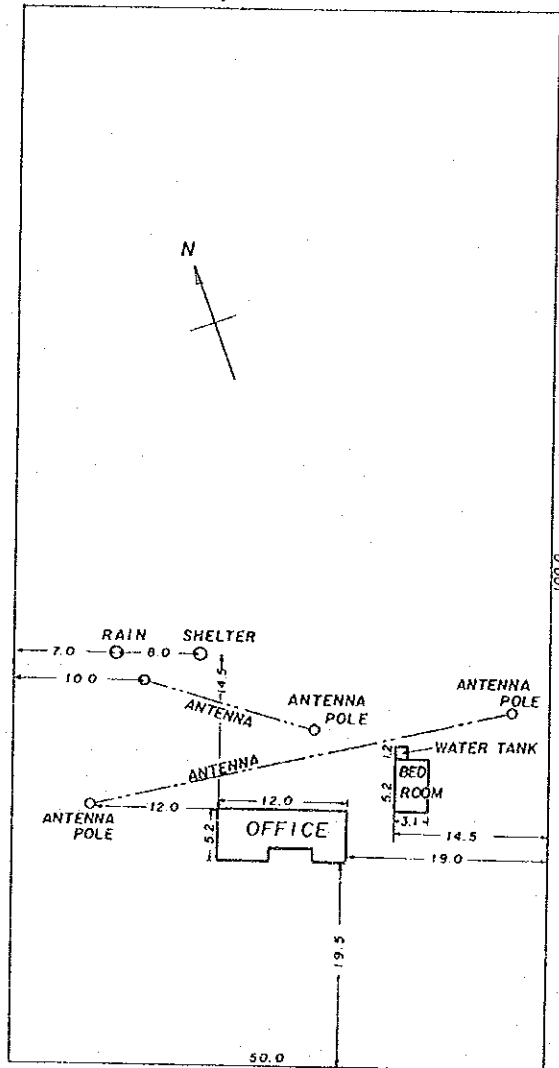 N
100.0
RAIN SHELTER
7.0 8.0
14.5
10.0
ANTENNA
ANTENNA
POLE
ANTENNA
POLE
1.2
WATER TANK
BED
ROOM
5.2
3.1
ANTENNA
12.0
12.0
ANTENNA
POLE
5.2
OFFICE
14.5
19.0
19.5
50.0